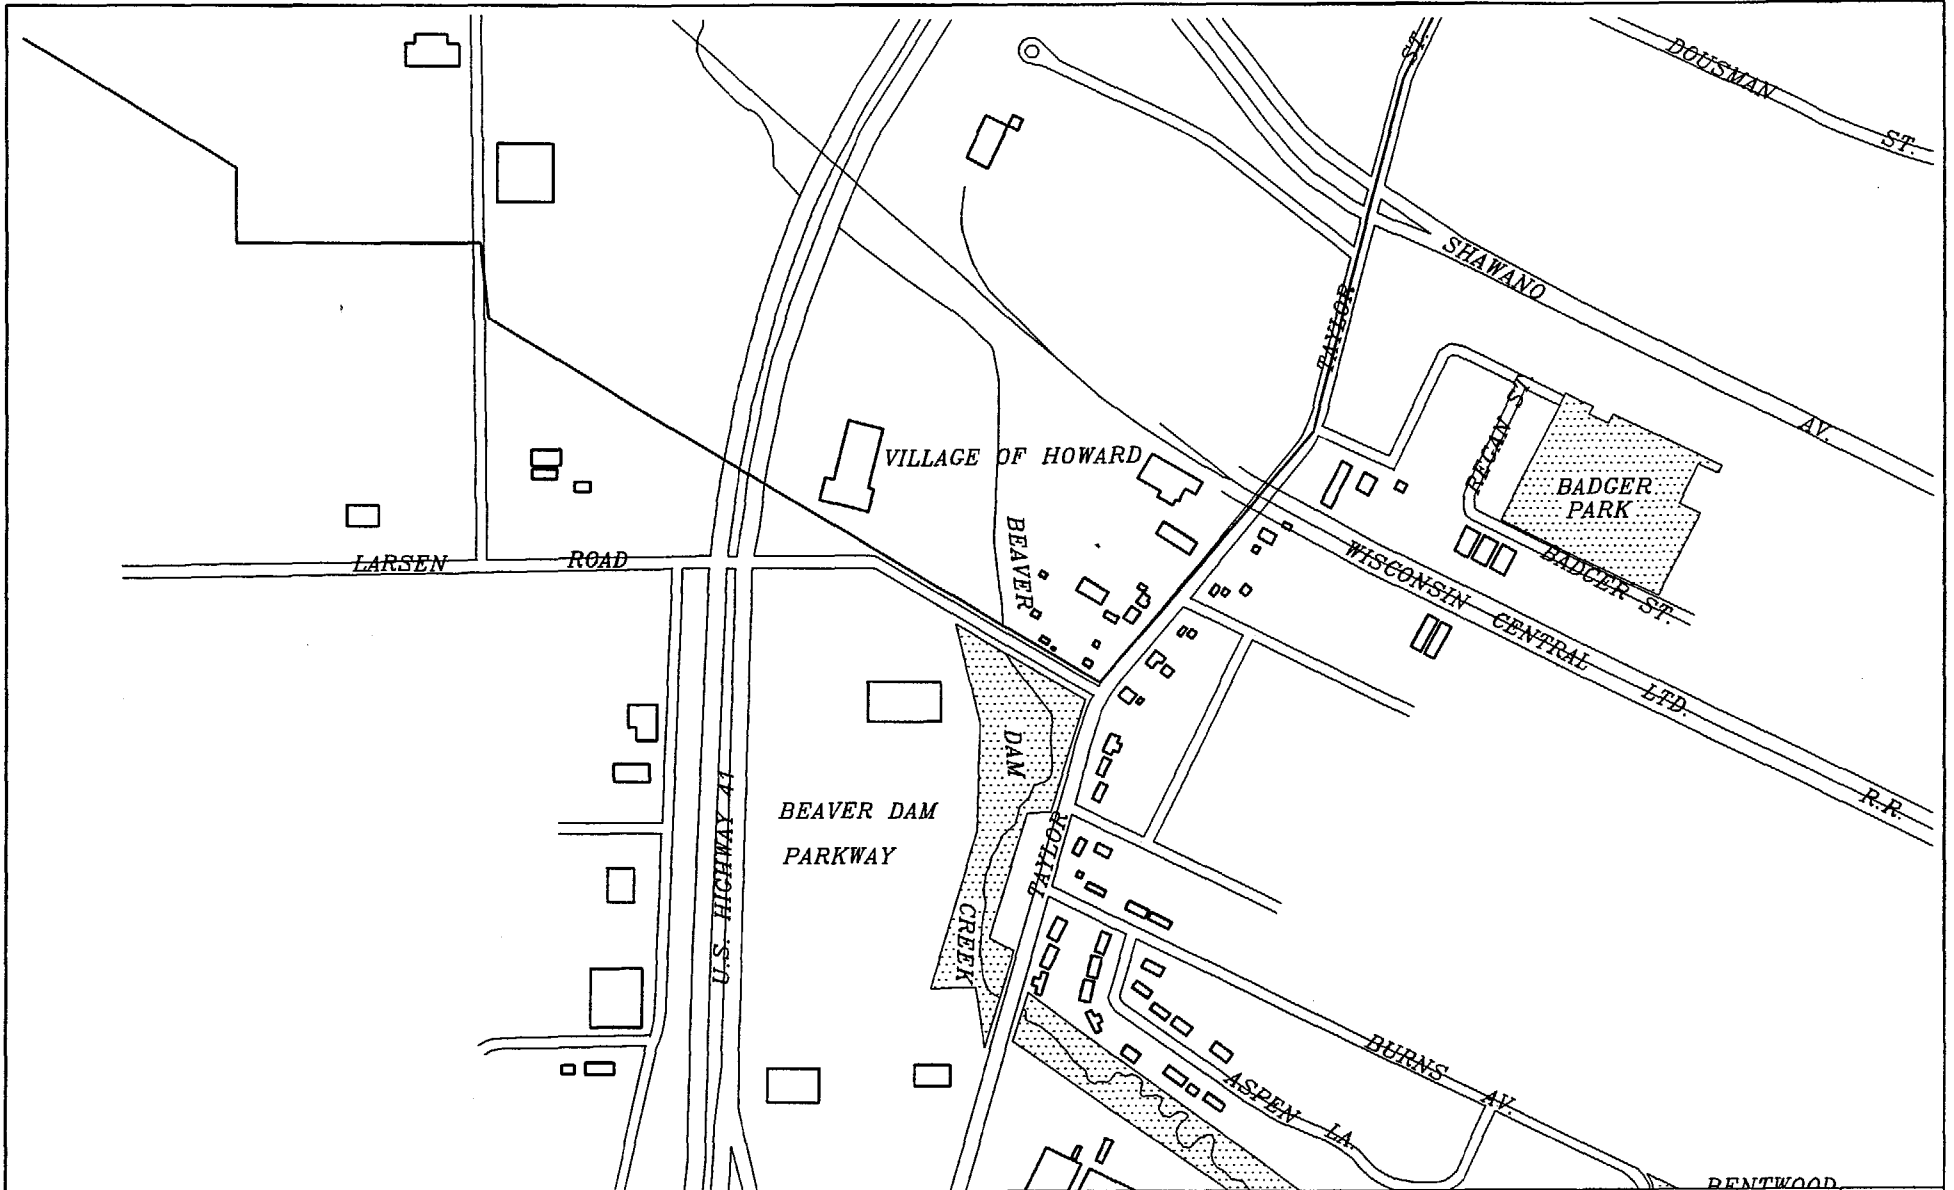 DOUSMAN ST.
TAYLOR ST.
SHAWANO AV.
REGAN ST.
VILLAGE OF HOWARD
BADGER
PARK
BADGER ST.
LARSEN ROAD
BEAVER DAM CREEK
WISCONSIN CENTRAL LTD. R.R.
BEAVER DAM
PARKWAY
U.S. HIGHWAY 41
TAYLOR
BURNS AV.
ASPEN LA.
BENTWOOD